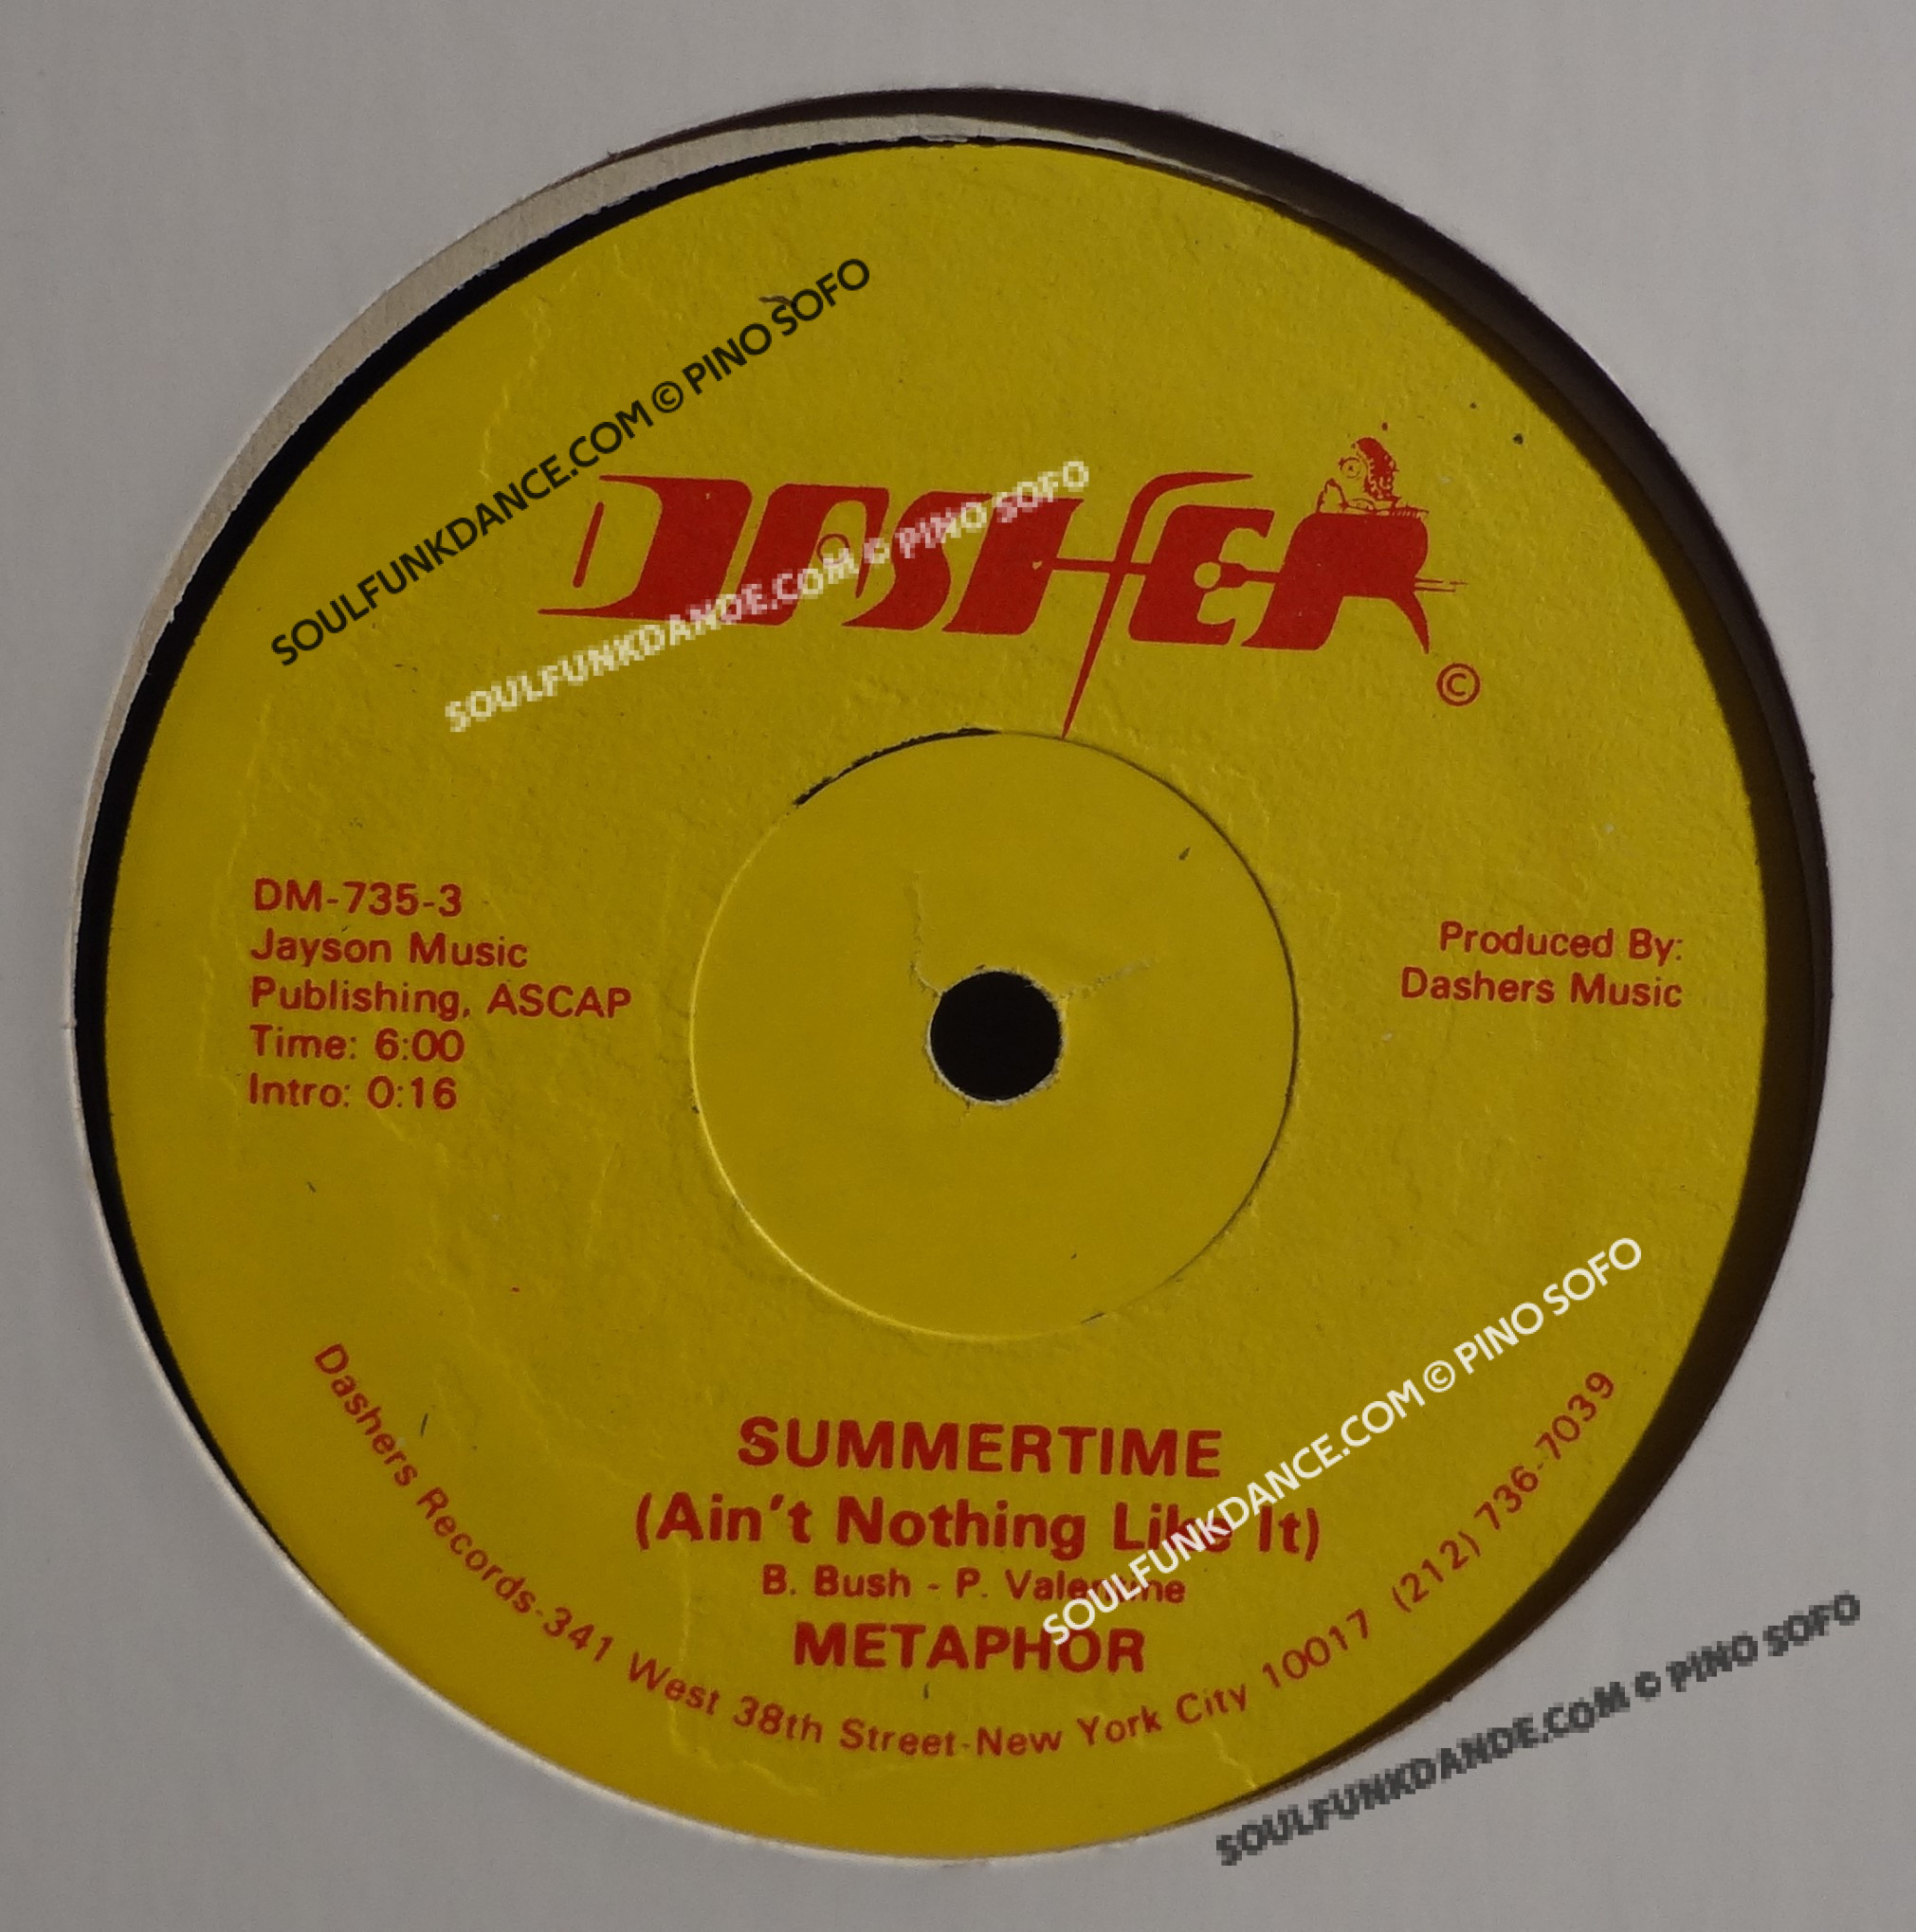 SOULFUNKDANCE.COM © PINO SOFO
DASHER
©
SOULFUNKDANDE.COM © PINO SOFO
DM-735-3
Jayson Music
Publishing, ASCAP
Time: 6:00
Intro: 0:16
Produced By:
Dashers Music
SUMMERTIME
(Ain't Nothing Like It)
B. Bush - P. Valentine
METAPHOR
Dashers Records-341 West 38th Street-New York City 10017 (212) 736-7039
SOULFUNKDANCE.COM © PINO SOFO
SOULFUNKDANDE.COM © PINO SOFO